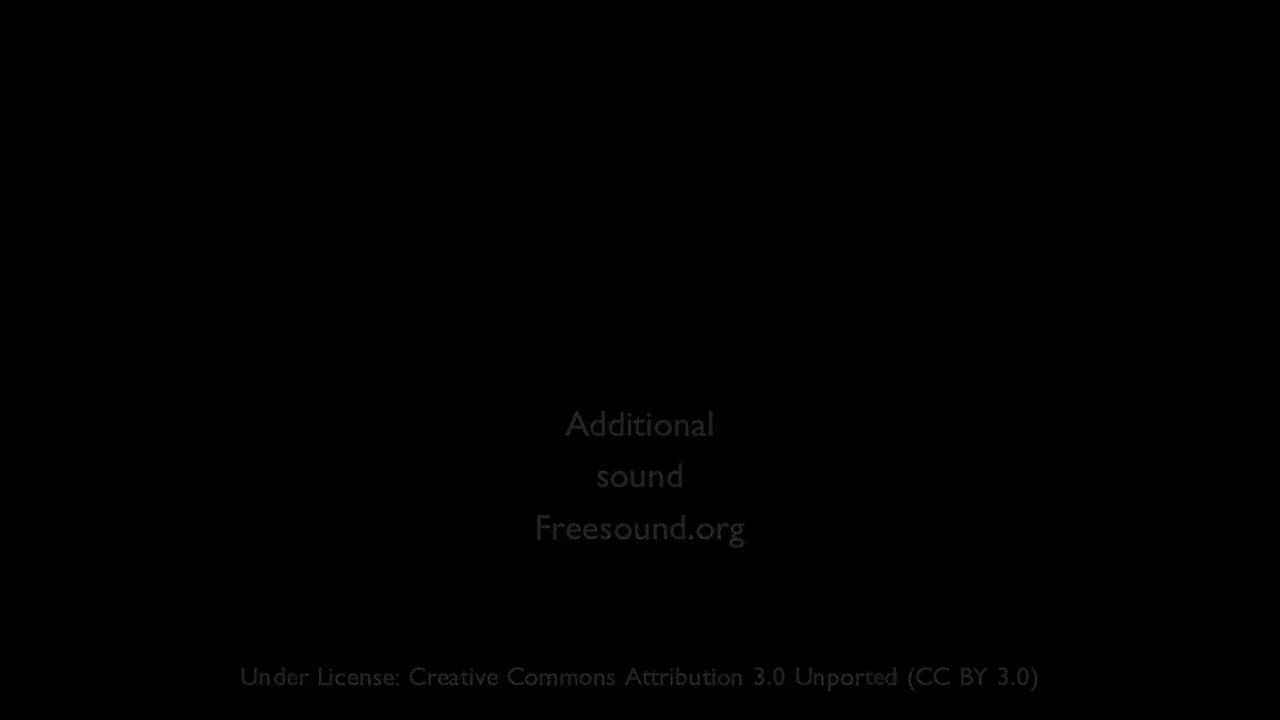 Additional
sound
Freesound.org
Under License: Creative Commons Attribution 3.0 Unported (CC BY 3.0)